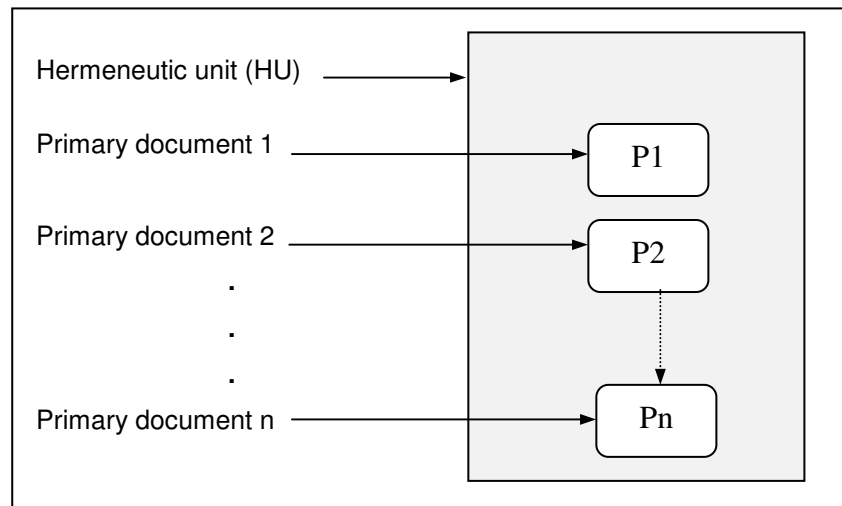 Hermeneutic unit (HU)
Primary document 1
P1
Primary document 2
P2
.
.
.
Primary document n
Pn